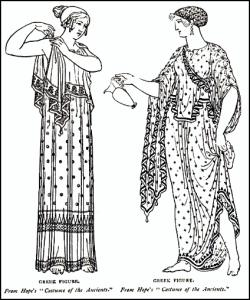 GREEK FIGURE.
From Hope's "Costume of the Ancients."
GREEK FIGURE.
From Hope's "Costume of the Ancients."